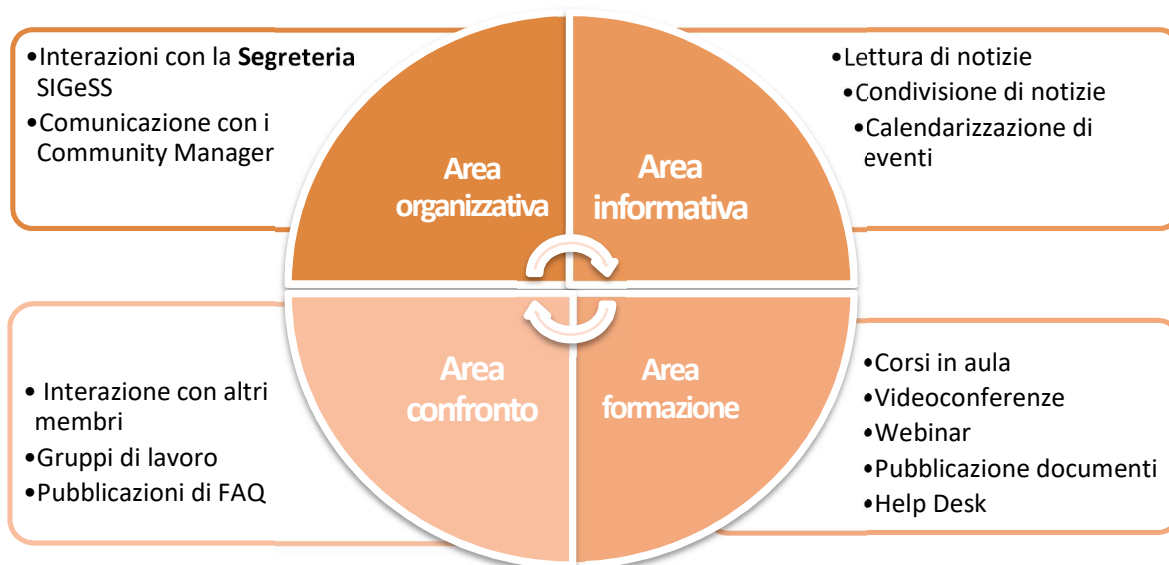 •Interazioni con la Segreteria
SIGeSS
•Comunicazione con i
Community Manager
Area
organizzativa
Area
informativa
•Lettura di notizie
•Condivisione di notizie
•Calendarizzazione di
eventi
• Interazione con altri
membri
•Gruppi di lavoro
•Pubblicazioni di FAQ
Area
confronto
Area
formazione
•Corsi in aula
•Videoconferenze
•Webinar
•Pubblicazione documenti
•Help Desk